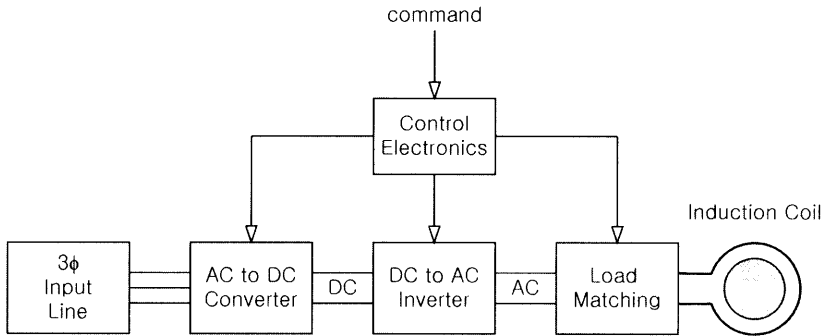 command
Control
Electronics
Induction Coil
3ϕ
Input
Line
AC to DC
Converter
DC
DC to AC
Inverter
AC
Load
Matching